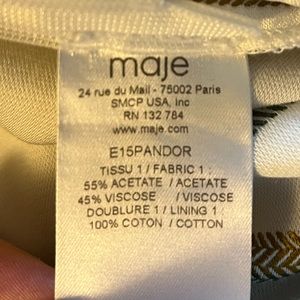 maje
24 rue du Mail - 75002 Paris
SMCP USA, Inc
RN 132 784
www.maje.com
E15PANDOR
TISSU 1 / FABRIC 1 :
55% ACETATE / ACETATE
45% VISCOSE / VISCOSE
DOUBLURE 1 / LINING 1 :
100% COTON / COTTON